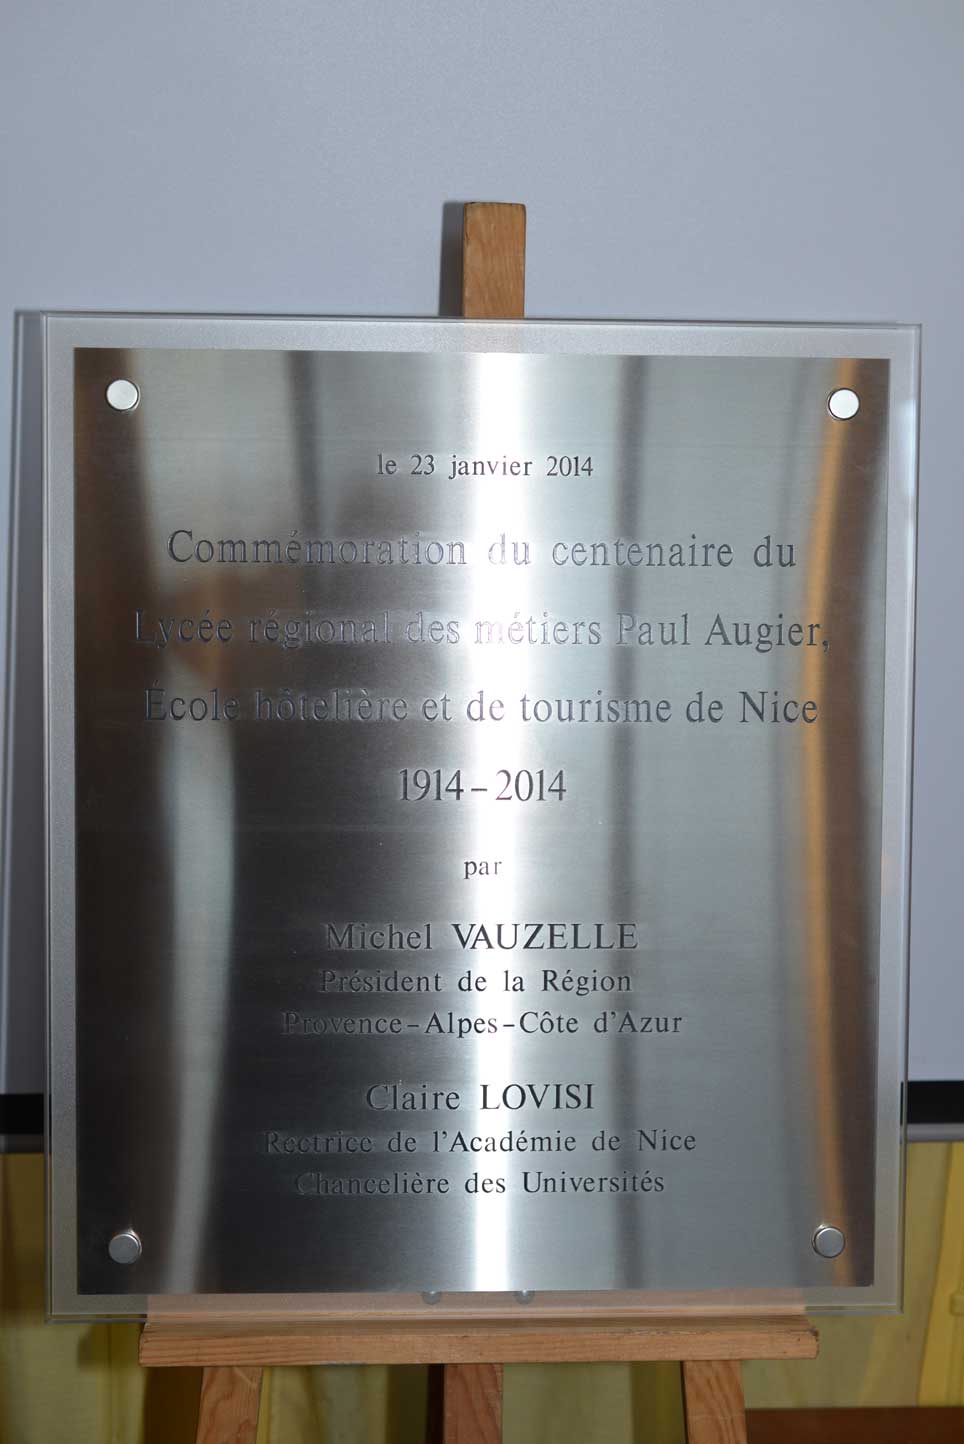 le 23 janvier 2014
Commémoration du centenaire du
Lycée régional des métiers Paul Augier,
École hôtelière et de tourisme de Nice
1914-2014
par
Michel VAUZELLE
Président de la Région
Provence-Alpes-Côte d'Azur
Claire LOVISI
Rectrice de l'Académie de Nice
Chancelière des Universités